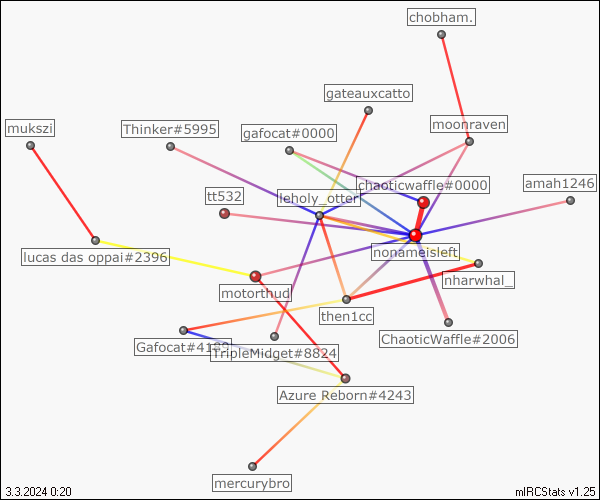 chobham.
gateauxcatto
mukszi
Thinker#5995
gafocat#0000
moonraven
tt532
leholy_otter
chaoticwaffle#0000
amah1246
lucas das oppai#2396
nonameisleft
motorthud
nharwhal_
then1cc
Gafocat#41
TripleMidget#8824
ChaoticWaffle#2006
Azure Reborn#4243
mercurybro
3.3.2024 0:20
mIRCStats v1.25